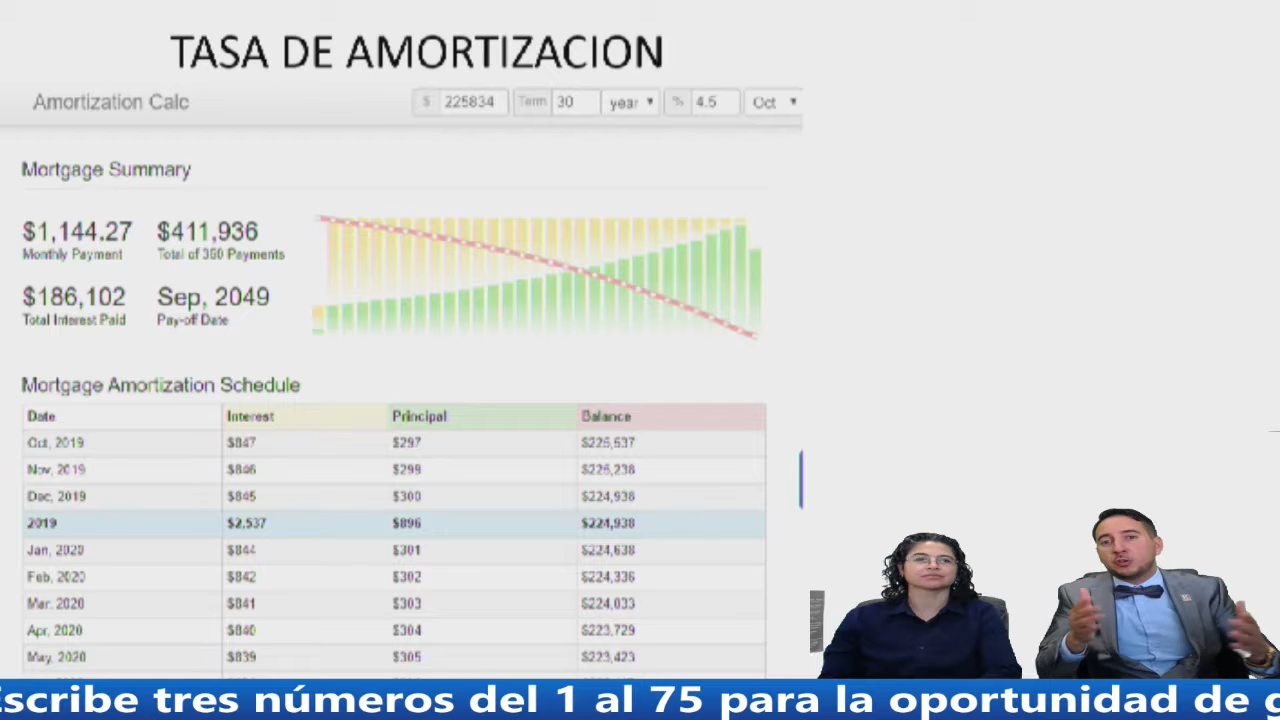 TASA DE AMORTIZACION
Amortization Calc $ 225834 Term 30 year % 4.5 Oct
Mortgage Summary
$1,144.27 $411,936
Monthly Payment Total of 360 Payments
$186,102 Sep, 2049
Total Interest Paid Pay-off Date
Mortgage Amortization Schedule
Date Interest Principal Balance
Oct, 2019 $847 $297 $225,537
Nov, 2019 $846 $299 $225,238
Dec, 2019 $845 $300 $224,938
2019 $2,537 $896 $224,938
Jan, 2020 $844 $301 $224,638
Feb, 2020 $842 $302 $224,336
Mar, 2020 $841 $303 $224,033
Apr, 2020 $840 $304 $223,729
May, 2020 $839 $305 $223,423
Escribe tres números del 1 al 75 para la oportunidad de g